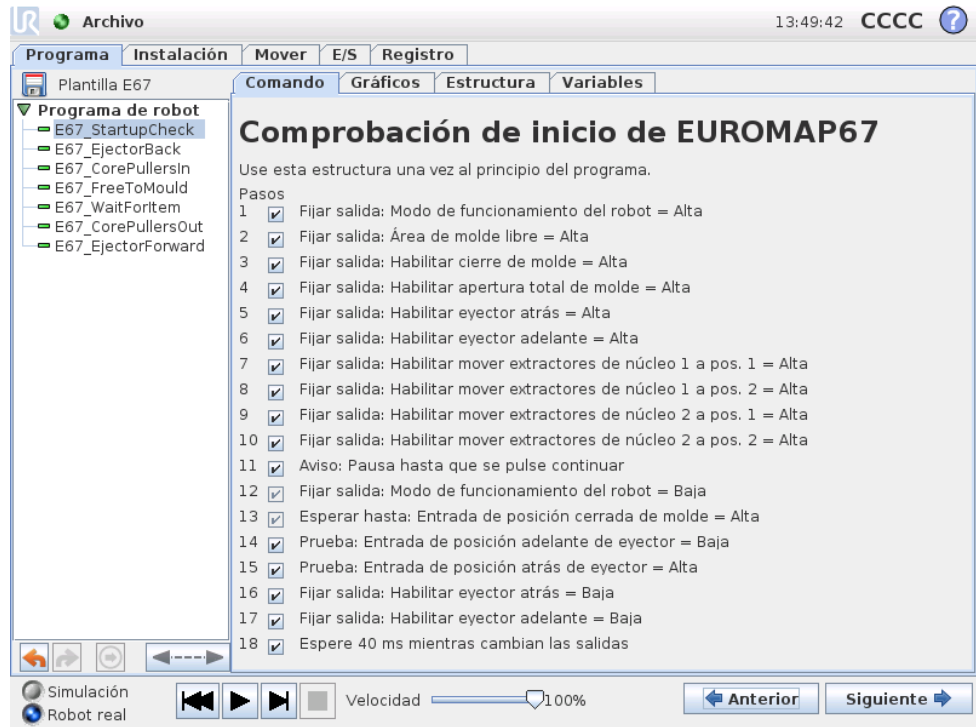 UR Archivo 13:49:42 CCCC ?
Programa Instalación Mover E/S Registro
Plantilla E67
Comando Gráficos Estructura Variables
Programa de robot
E67_StartupCheck
E67_EjectorBack
E67_CorePullersIn
E67_FreeToMould
E67_WaitForItem
E67_CorePullersOut
E67_EjectorForward
Comprobación de inicio de EUROMAP67
Use esta estructura una vez al principio del programa.
Pasos
1 Fijar salida: Modo de funcionamiento del robot = Alta
2 Fijar salida: Área de molde libre = Alta
3 Fijar salida: Habilitar cierre de molde = Alta
4 Fijar salida: Habilitar apertura total de molde = Alta
5 Fijar salida: Habilitar eyector atrás = Alta
6 Fijar salida: Habilitar eyector adelante = Alta
7 Fijar salida: Habilitar mover extractores de núcleo 1 a pos. 1 = Alta
8 Fijar salida: Habilitar mover extractores de núcleo 1 a pos. 2 = Alta
9 Fijar salida: Habilitar mover extractores de núcleo 2 a pos. 1 = Alta
10 Fijar salida: Habilitar mover extractores de núcleo 2 a pos. 2 = Alta
11 Aviso: Pausa hasta que se pulse continuar
12 Fijar salida: Modo de funcionamiento del robot = Baja
13 Esperar hasta: Entrada de posición cerrada de molde = Alta
14 Prueba: Entrada de posición adelante de eyector = Baja
15 Prueba: Entrada de posición atrás de eyector = Alta
16 Fijar salida: Habilitar eyector atrás = Baja
17 Fijar salida: Habilitar eyector adelante = Baja
18 Espere 40 ms mientras cambian las salidas
Simulación
Robot real
Velocidad 100%
Anterior Siguiente